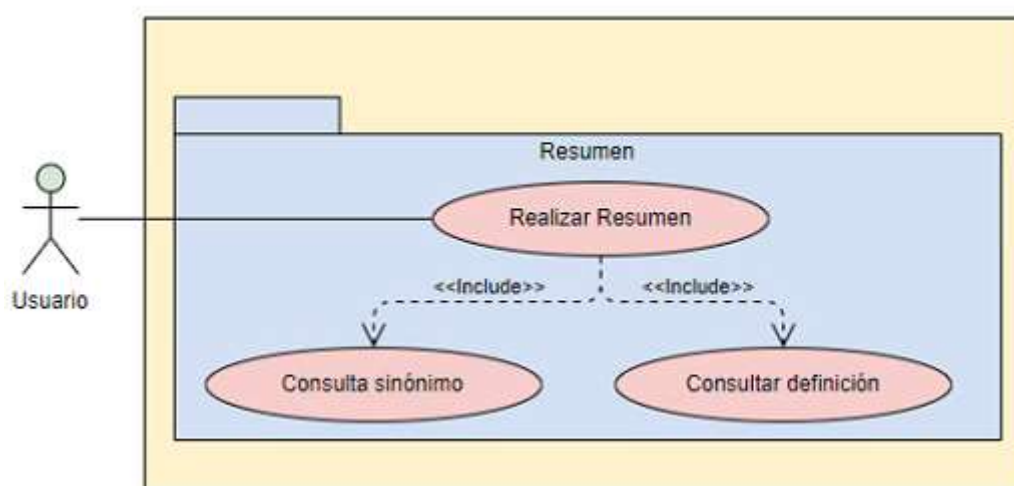 Resumen
Realizar Resumen
Usuario
<<Include>>
<<Include>>
Consulta sinónimo
Consultar definición